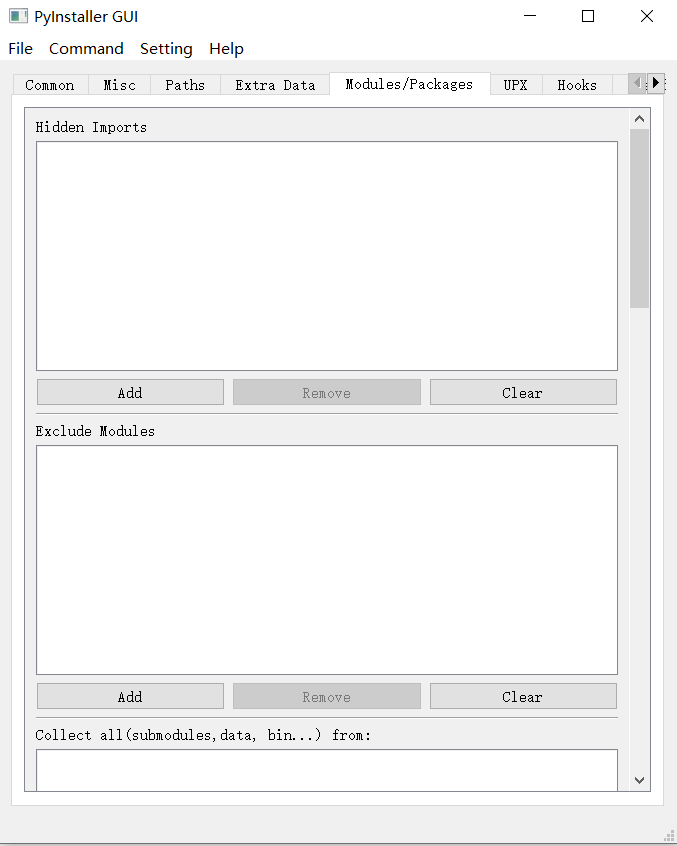 PyInstaller GUI
File Command Setting Help
Common Misc Paths Extra Data Modules/Packages UPX Hooks
Hidden Imports
Add Remove Clear
Exclude Modules
Add Remove Clear
Collect all(submodules,data, bin...) from: